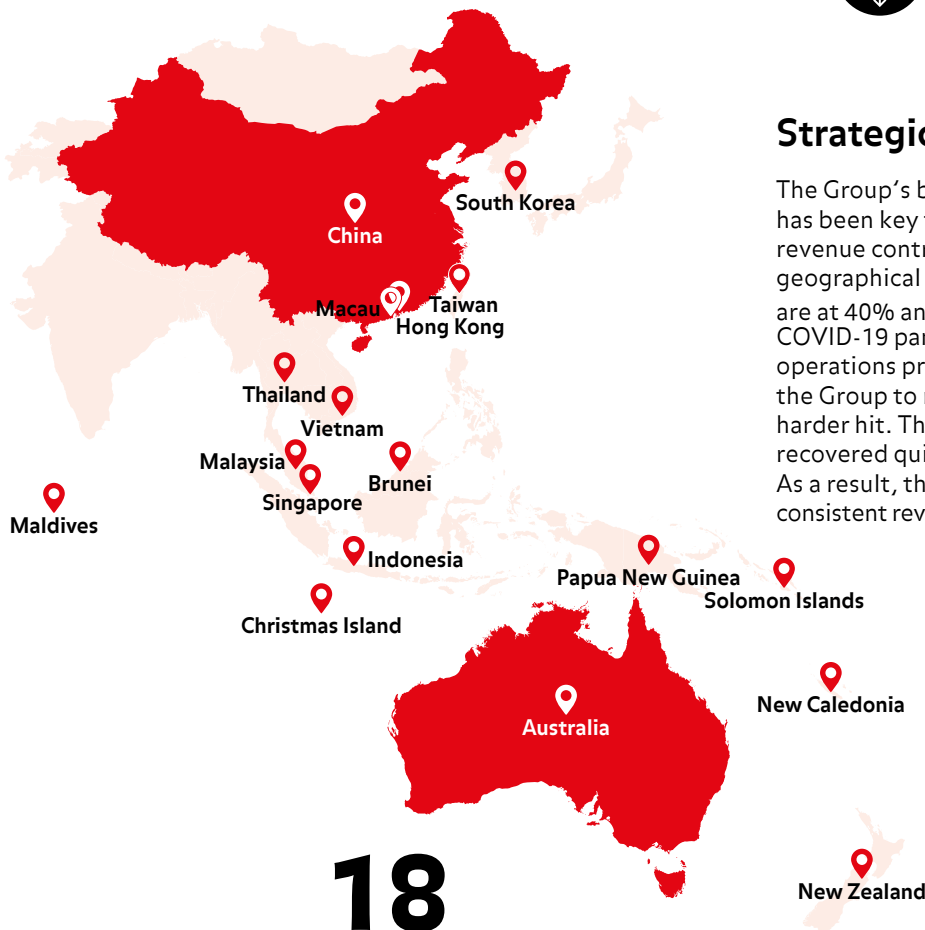 Strategic
The Group's b
has been key
revenue contr
geographical
are at 40% an
COVID-19 pan
operations pr
the Group to
harder hit. Th
recovered qui
As a result, th
consistent rev
South Korea
China
Macau
Taiwan
Hong Kong
Thailand
Vietnam
Malaysia
Brunei
Singapore
Maldives
Indonesia
Papua New Guinea
Solomon Islands
Christmas Island
New Caledonia
Australia
18
New Zealand